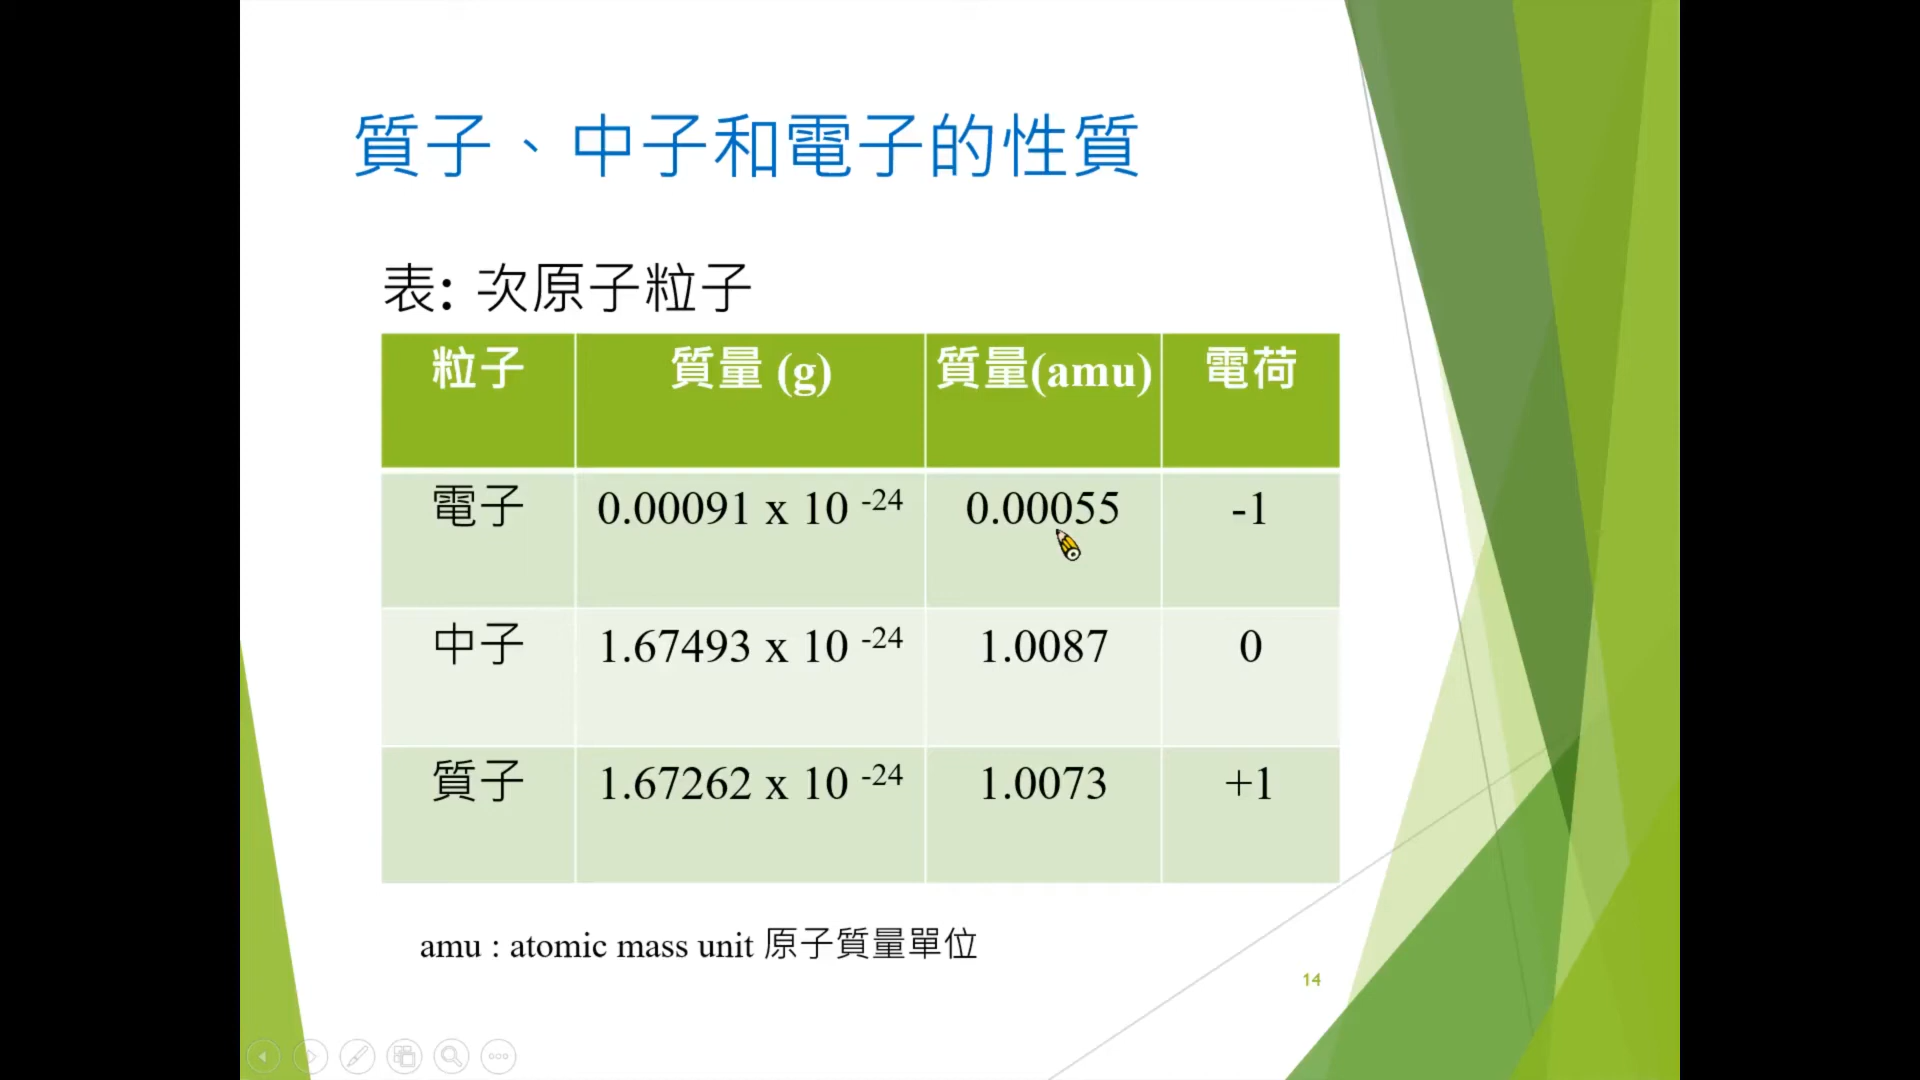 質子、中子和電子的性質
表: 次原子粒子
粒子 質量 (g) 質量(amu) 電荷
電子 0.00091 x 10 -24 0.00055 -1
中子 1.67493 x 10 -24 1.0087 0
質子 1.67262 x 10 -24 1.0073 +1
amu : atomic mass unit 原子質量單位
14